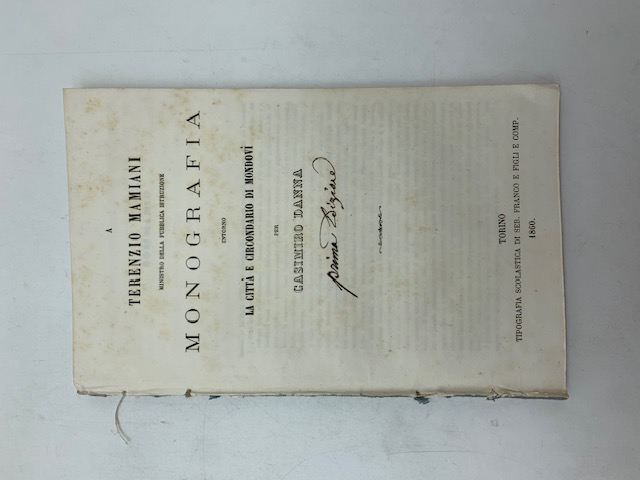 A
TERENZIO MAMIANI
MINISTRO DELLA PUBBLICA ISTRUZIONE
MONOGRAFIA
INTORNO
LA CITTÀ E CIRCONDARIO DI MONDOVÌ
PER
CASIMIRO DANNA
prima Edizione
TORINO
TIPOGRAFIA SCOLASTICA DI SEB. FRANCO E FIGLI E COMP.
1860.